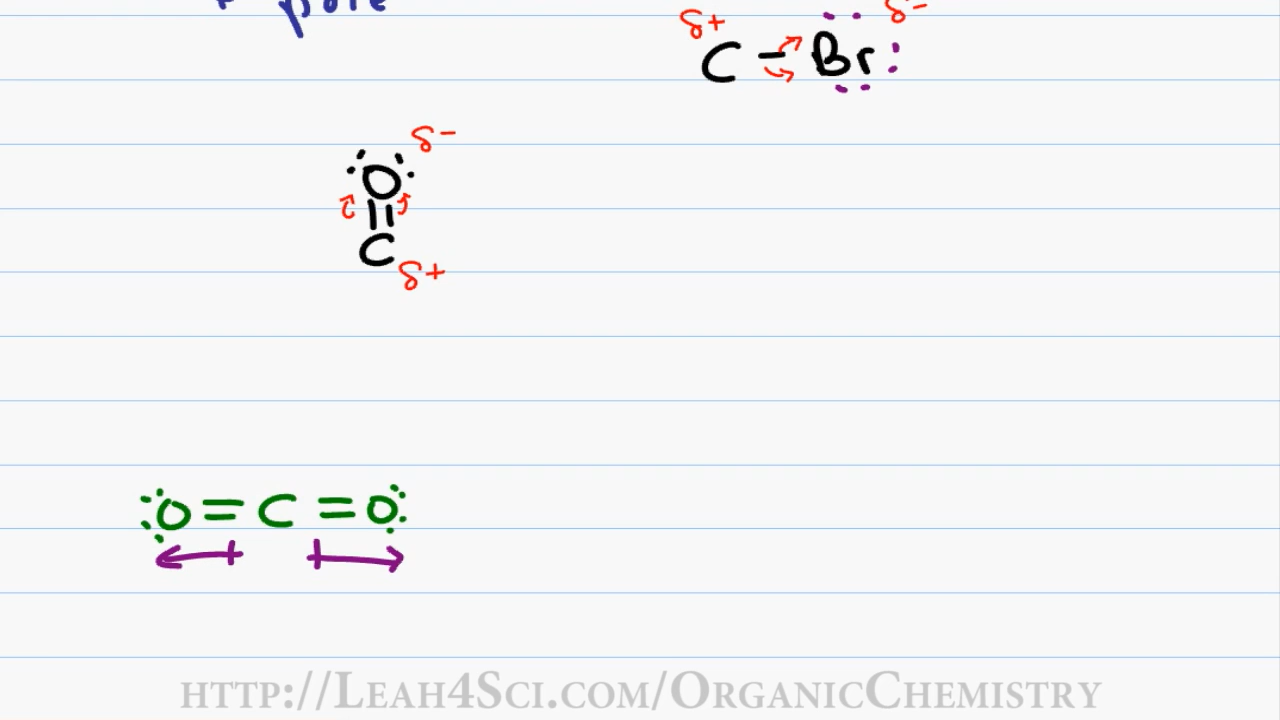 + pole
δ+ δ-
C - Br
δ-
O
||
C
δ+
O = C = O
HTTP://LEAH4SCI.COM/ORGANICCHEMISTRY